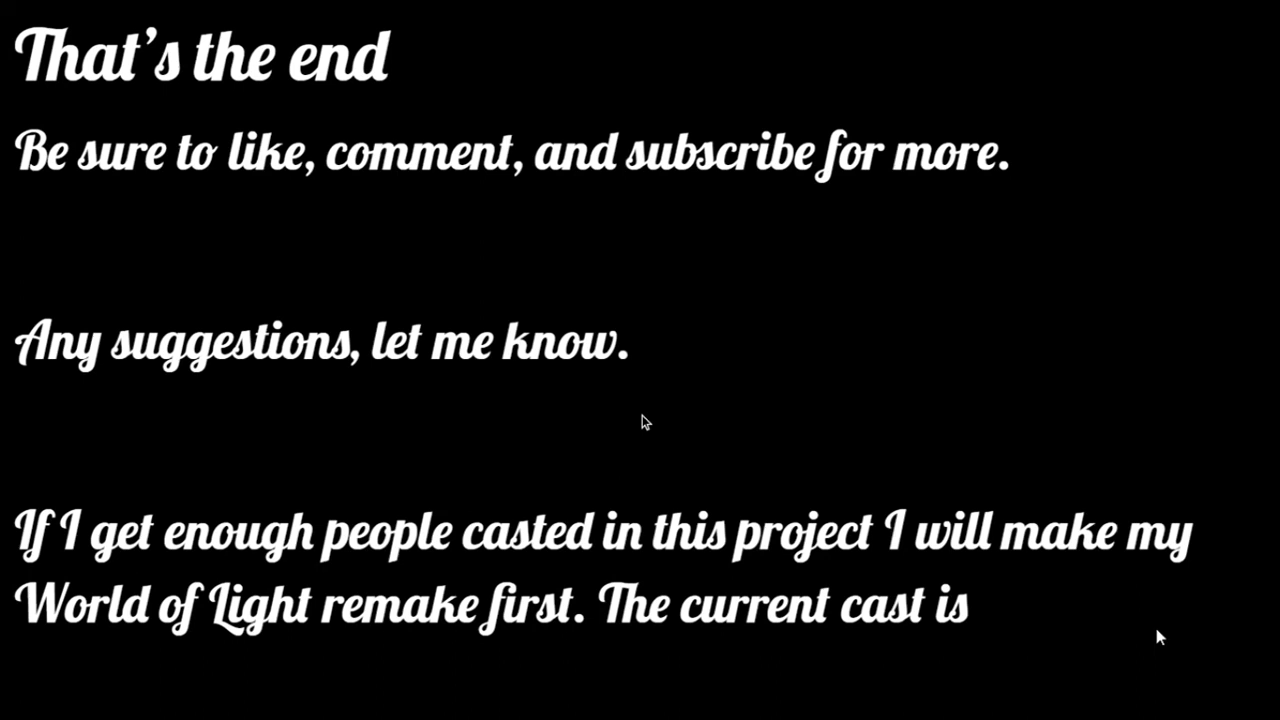 That's the end
Be sure to like, comment, and subscribe for more.
Any suggestions, let me know.
If I get enough people casted in this project I will make my
World of Light remake first. The current cast is